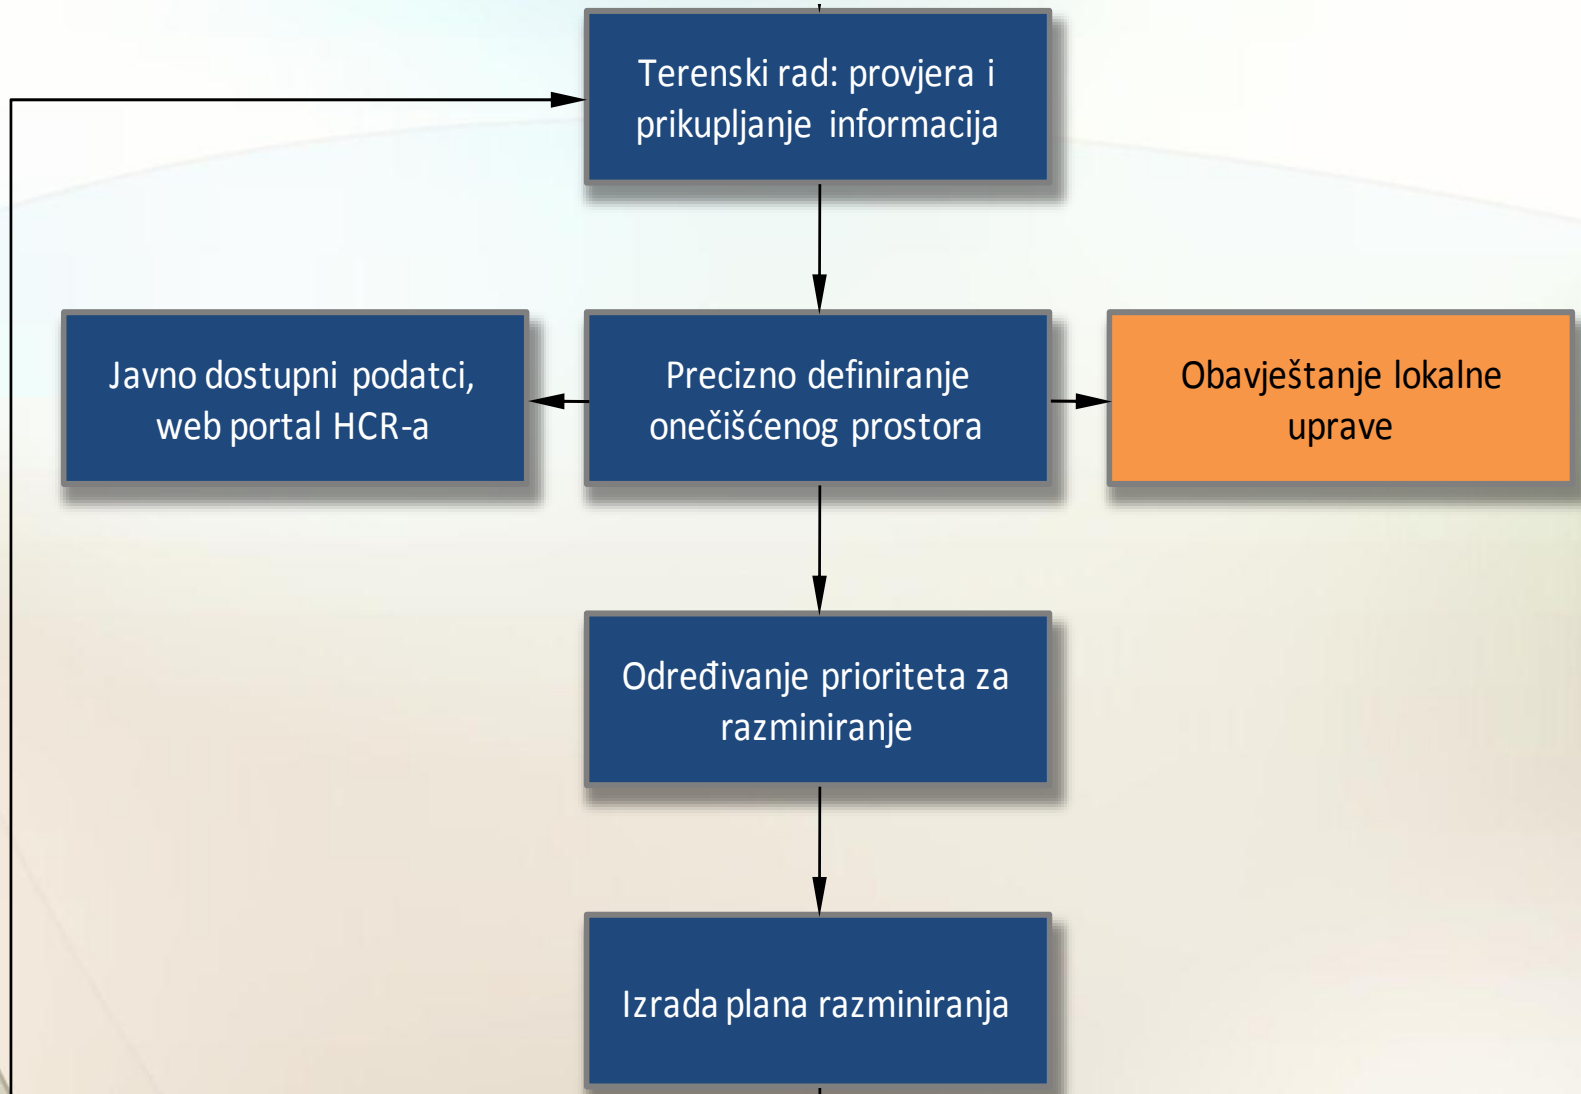 Terenski rad: provjera i
prikupljanje informacija
Javno dostupni podatci,
web portal HCR-a
Precizno definiranje
onečišćenog prostora
Obavještanje lokalne
uprave
Određivanje prioriteta za
razminiranje
Izrada plana razminiranja